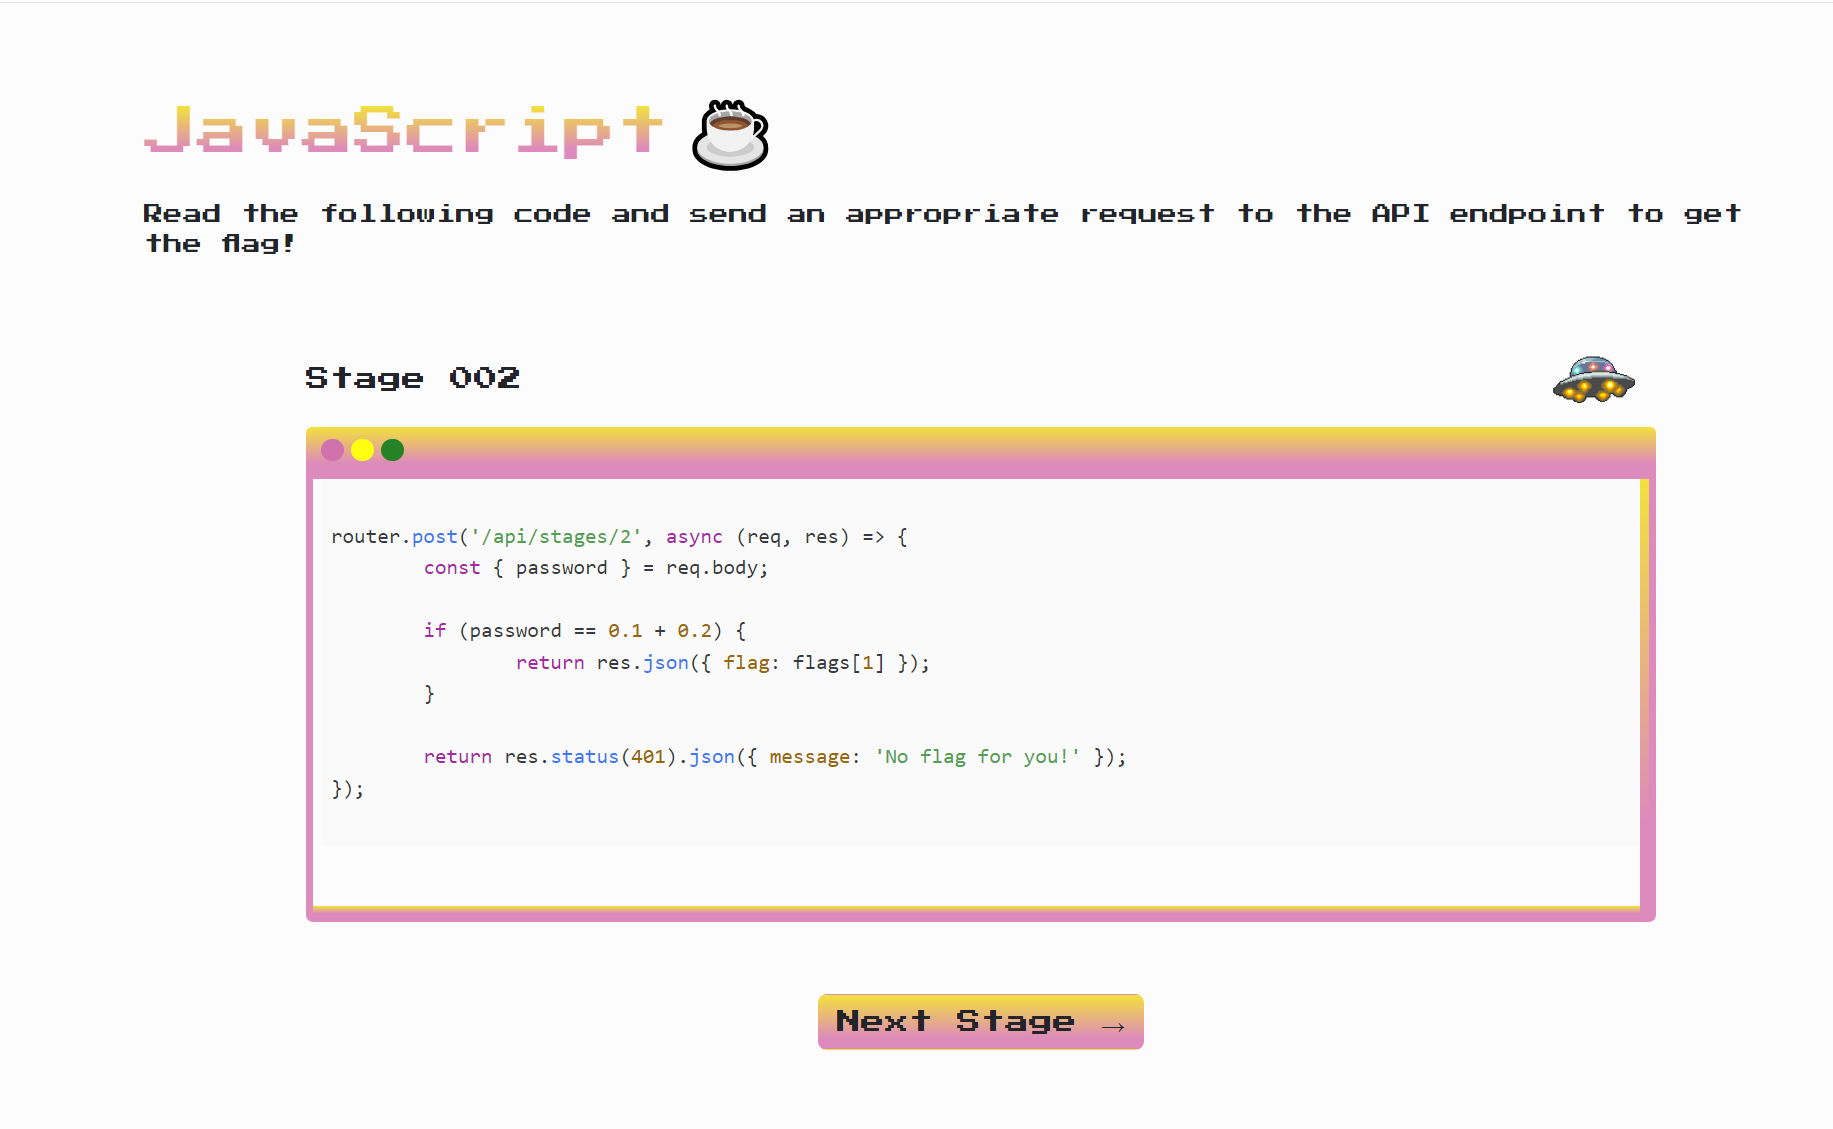 JavaScript
Read the following code and send an appropriate request to the API endpoint to get
the flag!
Stage 002
router.post('/api/stages/2', async (req, res) => {
const { password } = req.body;
if (password == 0.1 + 0.2) {
return res.json({ flag: flags[1] });
}
return res.status(401).json({ message: 'No flag for you!' });
});
Next Stage →